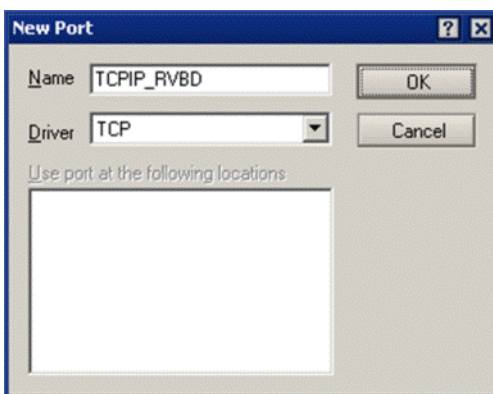 New Port
Name TCPIP_RVBD OK
Driver TCP Cancel
Use port at the following locations